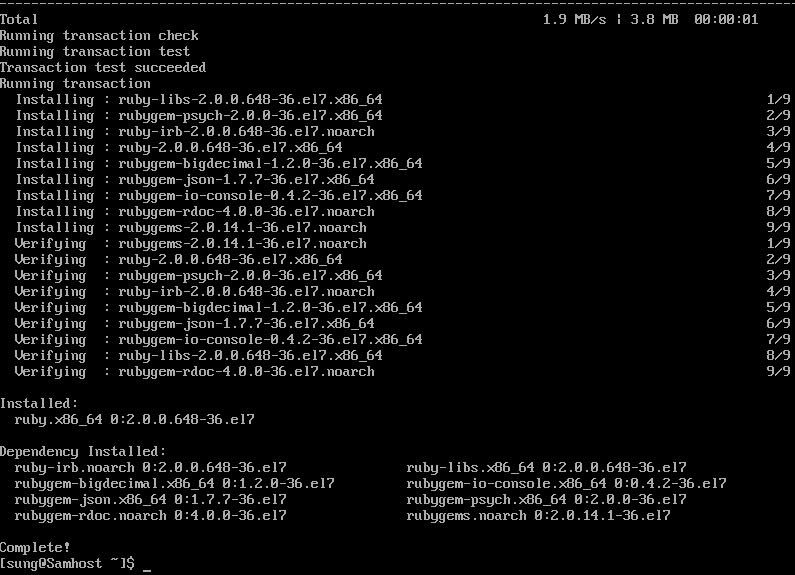 --------------------------------------------------------------------------------
Total 1.9 MB/s | 3.8 MB 00:00:01
Running transaction check
Running transaction test
Transaction test succeeded
Running transaction
Installing : ruby-libs-2.0.0.648-36.el7.x86_64 1/9
Installing : rubygem-psych-2.0.0-36.el7.x86_64 2/9
Installing : ruby-irb-2.0.0.648-36.el7.noarch 3/9
Installing : ruby-2.0.0.648-36.el7.x86_64 4/9
Installing : rubygem-bigdecimal-1.2.0-36.el7.x86_64 5/9
Installing : rubygem-json-1.7.7-36.el7.x86_64 6/9
Installing : rubygem-io-console-0.4.2-36.el7.x86_64 7/9
Installing : rubygem-rdoc-4.0.0-36.el7.noarch 8/9
Installing : rubygems-2.0.14.1-36.el7.noarch 9/9
Verifying : rubygems-2.0.14.1-36.el7.noarch 1/9
Verifying : ruby-2.0.0.648-36.el7.x86_64 2/9
Verifying : rubygem-psych-2.0.0-36.el7.x86_64 3/9
Verifying : ruby-irb-2.0.0.648-36.el7.noarch 4/9
Verifying : rubygem-bigdecimal-1.2.0-36.el7.x86_64 5/9
Verifying : rubygem-json-1.7.7-36.el7.x86_64 6/9
Verifying : rubygem-io-console-0.4.2-36.el7.x86_64 7/9
Verifying : ruby-libs-2.0.0.648-36.el7.x86_64 8/9
Verifying : rubygem-rdoc-4.0.0-36.el7.noarch 9/9
Installed:
ruby.x86_64 0:2.0.0.648-36.el7
Dependency Installed:
ruby-irb.noarch 0:2.0.0.648-36.el7 ruby-libs.x86_64 0:2.0.0.648-36.el7
rubygem-bigdecimal.x86_64 0:1.2.0-36.el7 rubygem-io-console.x86_64 0:0.4.2-36.el7
rubygem-json.x86_64 0:1.7.7-36.el7 rubygem-psych.x86_64 0:2.0.0-36.el7
rubygem-rdoc.noarch 0:4.0.0-36.el7 rubygems.noarch 0:2.0.14.1-36.el7
Complete!
[sung@Samhost ~]$ _